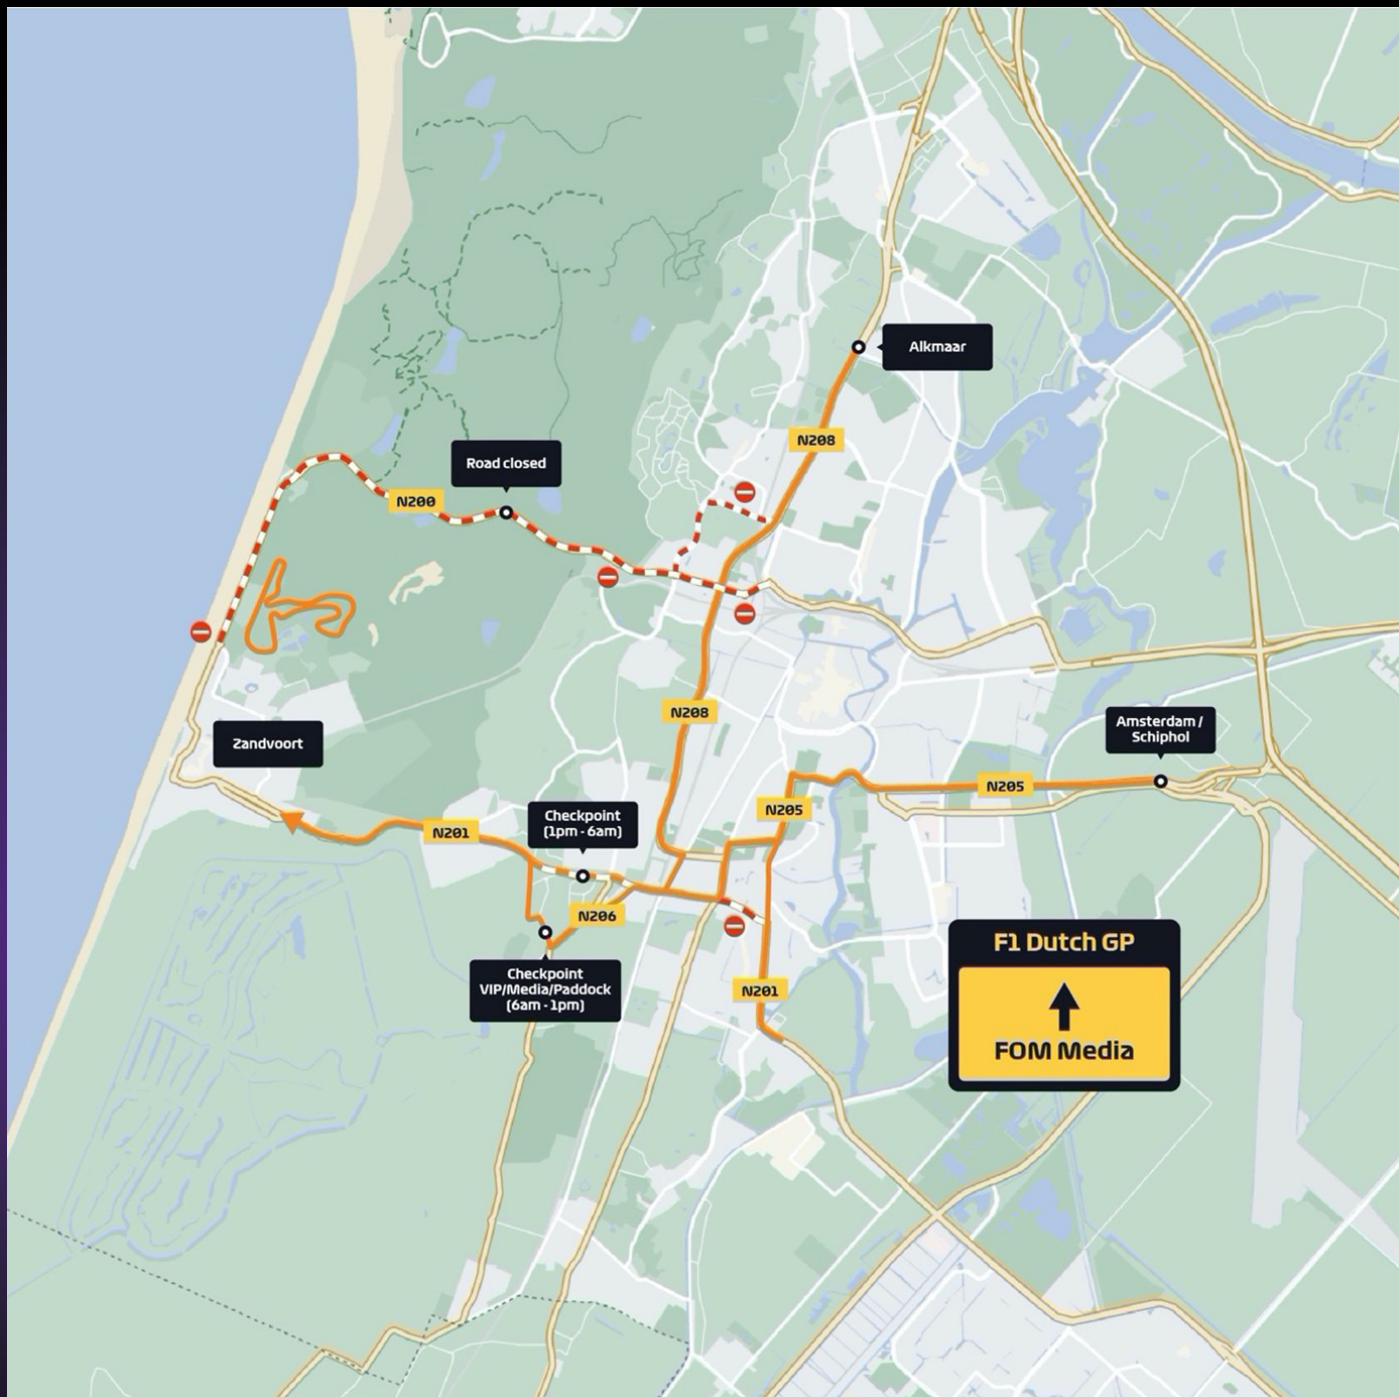 Alkmaar
N208
Road closed
N200
N208
Amsterdam /
Schiphol
Zandvoort
N205
N205
Checkpoint
(1pm - 6am)
N201
N206
F1 Dutch GP
FOM Media
Checkpoint
VIP/Media/Paddock
(6am - 1pm)
N201